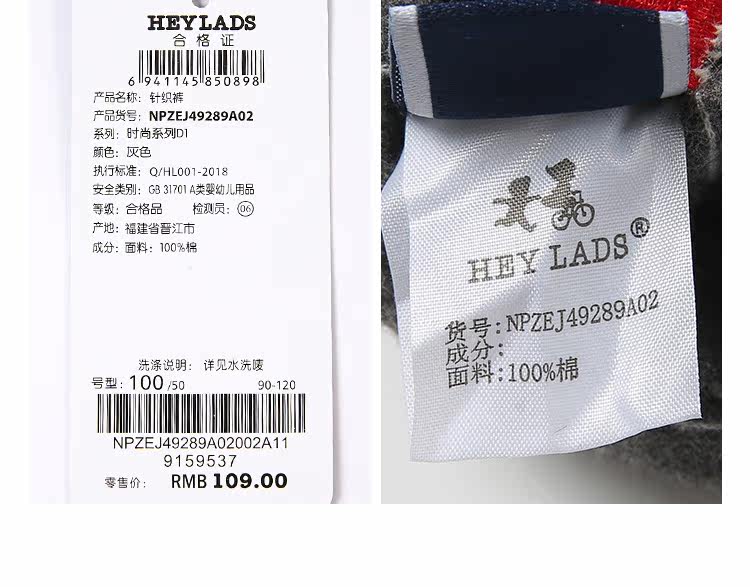 HEYLADS
合格证
6 941145 850898
产品名称: 针织裤
产品货号: NPZEJ49289A02
系列: 时尚系列D1
颜色: 灰色
执行标准: Q/HL001-2018
安全类别: GB 31701 A类婴幼儿用品
等级: 合格品 检测员: 06
产地: 福建省晋江市
成分: 面料: 100%棉
洗涤说明: 详见水洗唛
号型: 100 /50 90-120
NPZEJ49289A02002A11
9159537
零售价: RMB 109.00
HEY LADS®
货号:NPZEJ49289A02
成分:
面料:100%棉